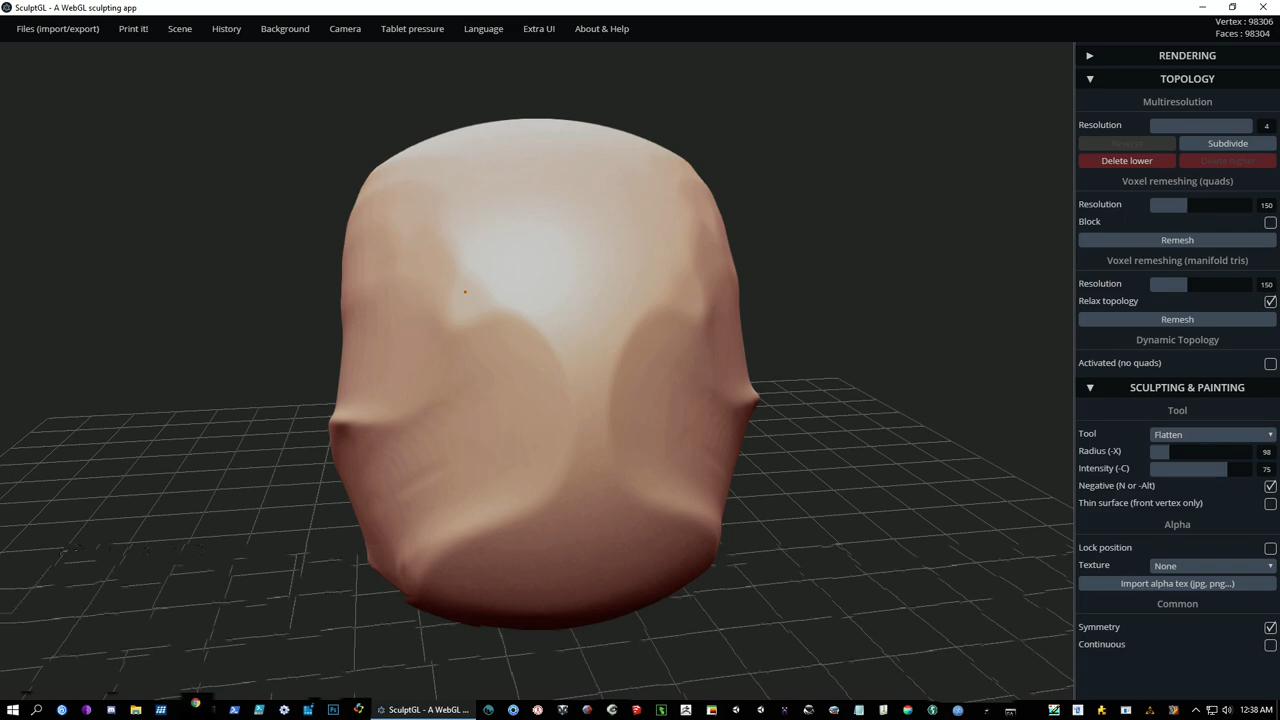 SculptGL - A WebGL sculpting app
Files (import/export) Print it! Scene History Background Camera Tablet pressure Language Extra UI About & Help
Vertex : 98306
Faces : 98304
RENDERING
TOPOLOGY
Multiresolution
Resolution 4
Reverse Subdivide
Delete lower Delete higher
Voxel remeshing (quads)
Resolution 150
Block
Remesh
Voxel remeshing (manifold tris)
Resolution 150
Relax topology
Remesh
Dynamic Topology
Activated (no quads)
SCULPTING & PAINTING
Tool
Tool Flatten
Radius (-X) 98
Intensity (-C) 75
Negative (N or -Alt)
Thin surface (front vertex only)
Alpha
Lock position
Texture None
Import alpha tex (jpg, png...)
Common
Symmetry
Continuous
SculptGL - A WebGL ...
12:38 AM